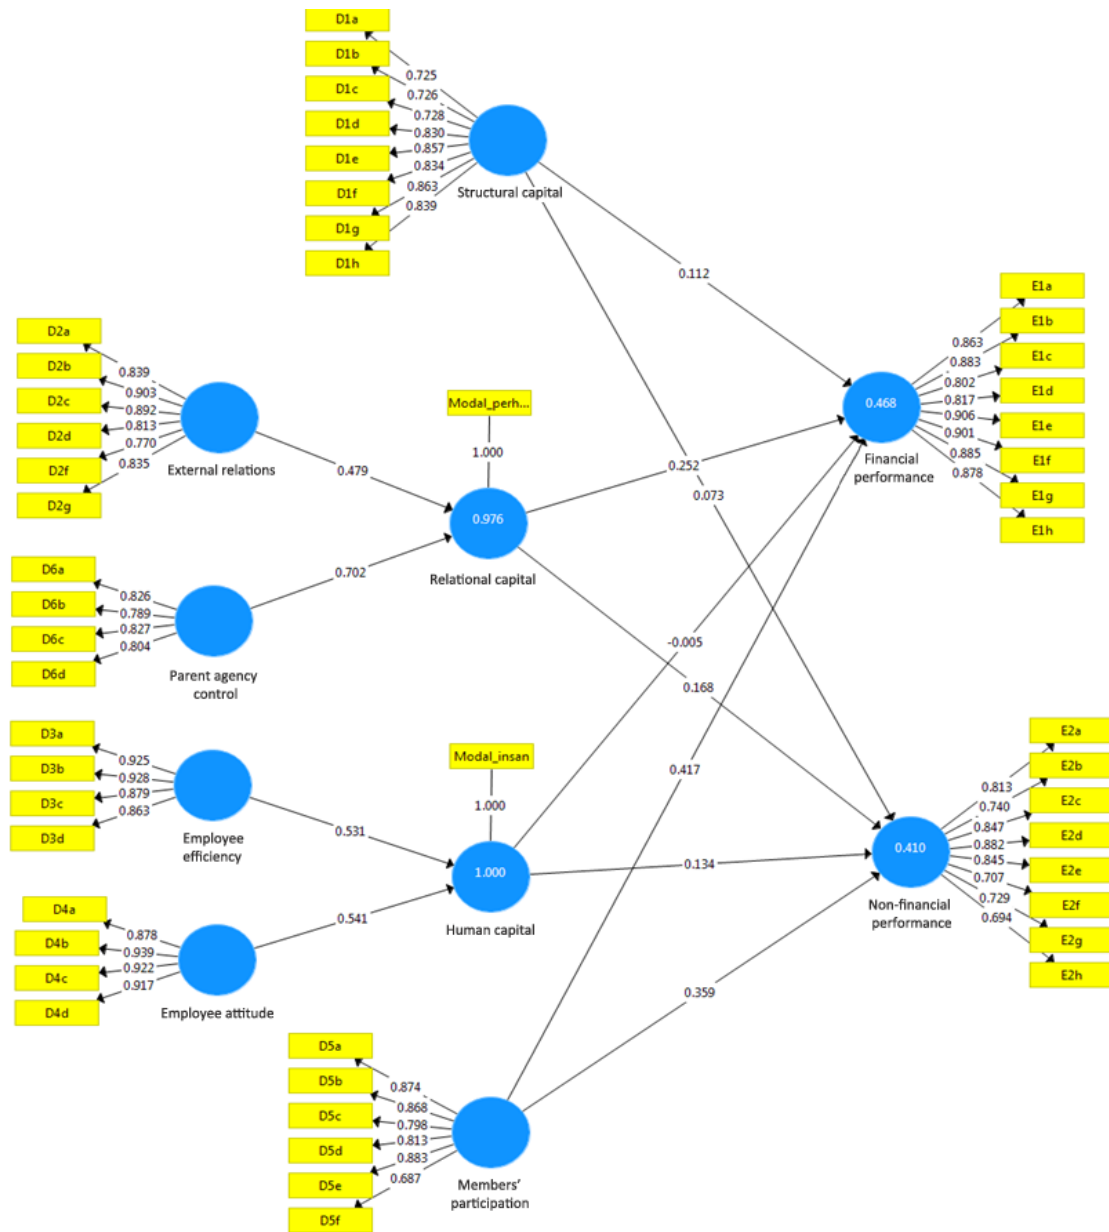 D1a
D1b
D1c
D1d
D1e
D1f
D1g
D1h
0.725
0.726
0.728
0.830
0.857
0.834
0.863
0.839
Structural capital
0.112
0.073
D2a
D2b
D2c
D2d
D2f
D2g
0.839
0.903
0.892
0.813
0.770
0.835
External relations
0.479
Modal_perh...
1.000
0.976
Relational capital
0.252
0.168
D6a
D6b
D6c
D6d
0.826
0.789
0.827
0.804
Parent agency
control
0.702
D3a
D3b
D3c
D3d
0.925
0.928
0.879
0.863
Employee
efficiency
0.531
Modal_insan
1.000
1.000
Human capital
-0.005
0.134
D4a
D4b
D4c
D4d
0.878
0.939
0.922
0.917
Employee attitude
0.541
D5a
D5b
D5c
D5d
D5e
D5f
0.874
0.868
0.798
0.813
0.883
0.687
Members'
participation
0.417
0.359
0.468
Financial
performance
0.863
0.883
0.802
0.817
0.906
0.901
0.885
0.878
E1a
E1b
E1c
E1d
E1e
E1f
E1g
E1h
0.410
Non-financial
performance
0.813
0.740
0.847
0.882
0.845
0.707
0.729
0.694
E2a
E2b
E2c
E2d
E2e
E2f
E2g
E2h